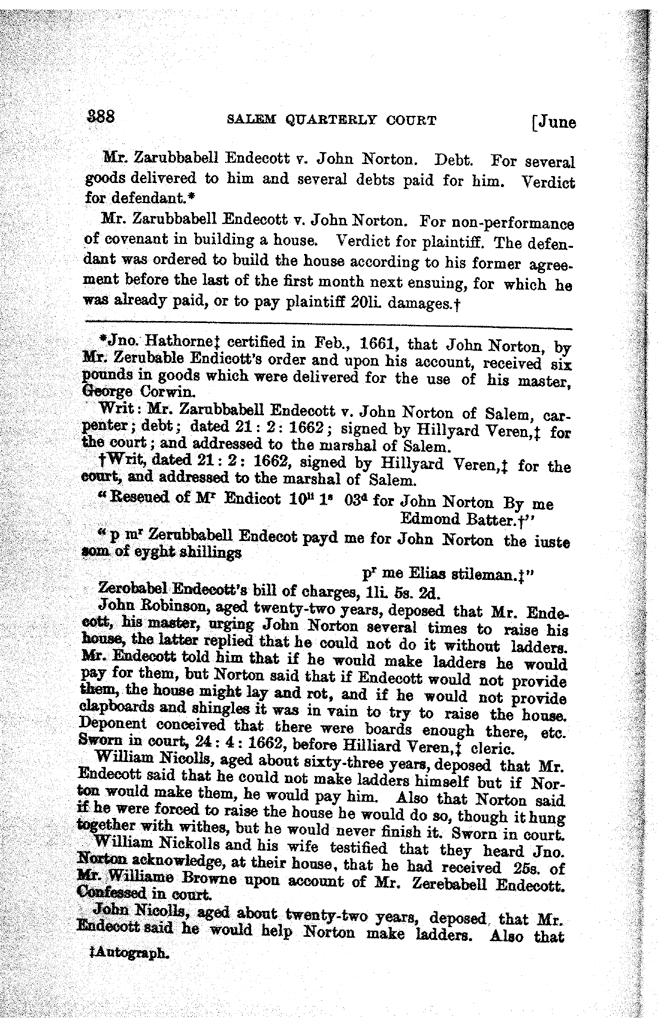 388 SALEM QUARTERLY COURT [June
Mr. Zarubbabell Endecott v. John Norton. Debt. For several
goods delivered to him and several debts paid for him. Verdict
for defendant.*
Mr. Zarubbabell Endecott v. John Norton. For non-performance
of covenant in building a house. Verdict for plaintiff. The defen-
dant was ordered to build the house according to his former agree-
ment before the last of the first month next ensuing, for which he
was already paid, or to pay plaintiff 20li. damages.†
*Jno. Hathorne‡ certified in Feb., 1661, that John Norton, by
Mr. Zerubable Endicott's order and upon his account, received six
pounds in goods which were delivered for the use of his master,
George Corwin.
Writ: Mr. Zarubbabell Endecott v. John Norton of Salem, car-
penter; debt; dated 21: 2: 1662; signed by Hillyard Veren,‡ for
the court; and addressed to the marshal of Salem.
†Writ, dated 21: 2: 1662, signed by Hillyard Veren,‡ for the
court, and addressed to the marshal of Salem.
"Reseued of Mr Endicot 10ll 1s 03d for John Norton By me
Edmond Batter.†"
"p mr Zerubbabell Endecot payd me for John Norton the iuste
som of eyght shillings
pr me Elias stileman.‡"
Zerobabel Endecott's bill of charges, 1li. 5s. 2d.
John Robinson, aged twenty-two years, deposed that Mr. Ende-
cott, his master, urging John Norton several times to raise his
house, the latter replied that he could not do it without ladders.
Mr. Endecott told him that if he would make ladders he would
pay for them, but Norton said that if Endecott would not provide
them, the house might lay and rot, and if he would not provide
clapboards and shingles it was in vain to try to raise the house.
Deponent conceived that there were boards enough there, etc.
Sworn in court, 24: 4: 1662, before Hilliard Veren,‡ cleric.
William Nicolls, aged about sixty-three years, deposed that Mr.
Endecott said that he could not make ladders himself but if Nor-
ton would make them, he would pay him. Also that Norton said
if he were forced to raise the house he would do so, though it hung
together with withes, but he would never finish it. Sworn in court.
William Nickolls and his wife testified that they heard Jno.
Norton acknowledge, at their house, that he had received 25s. of
Mr. Williame Browne upon account of Mr. Zerebabell Endecott.
Confessed in court.
John Nicolls, aged about twenty-two years, deposed that Mr.
Endecott said he would help Norton make ladders. Also that
‡Autograph.